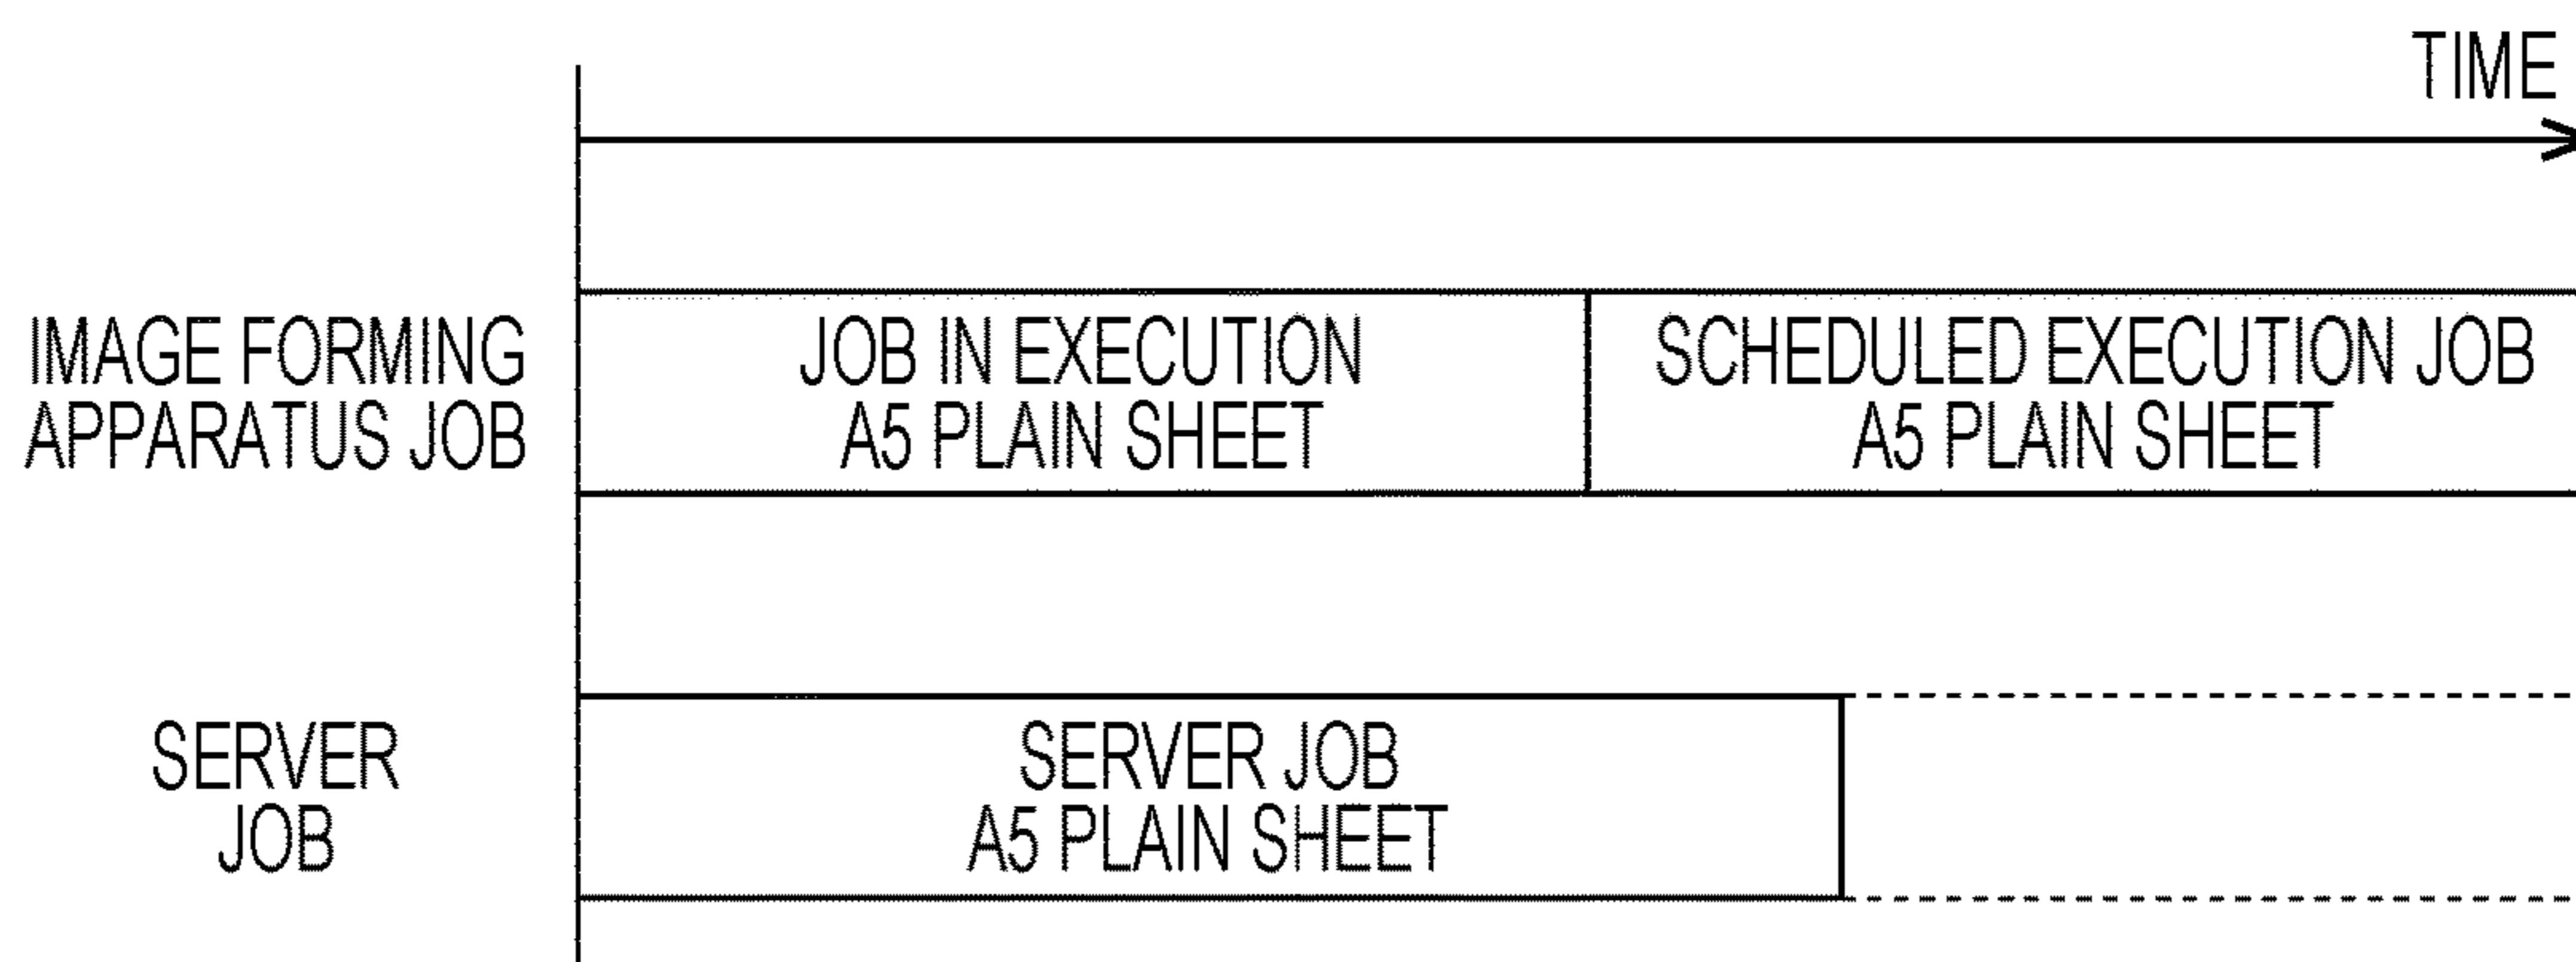 TIME
IMAGE FORMING
APPARATUS JOB
JOB IN EXECUTION
A5 PLAIN SHEET
SCHEDULED EXECUTION JOB
A5 PLAIN SHEET
SERVER
JOB
SERVER JOB
A5 PLAIN SHEET